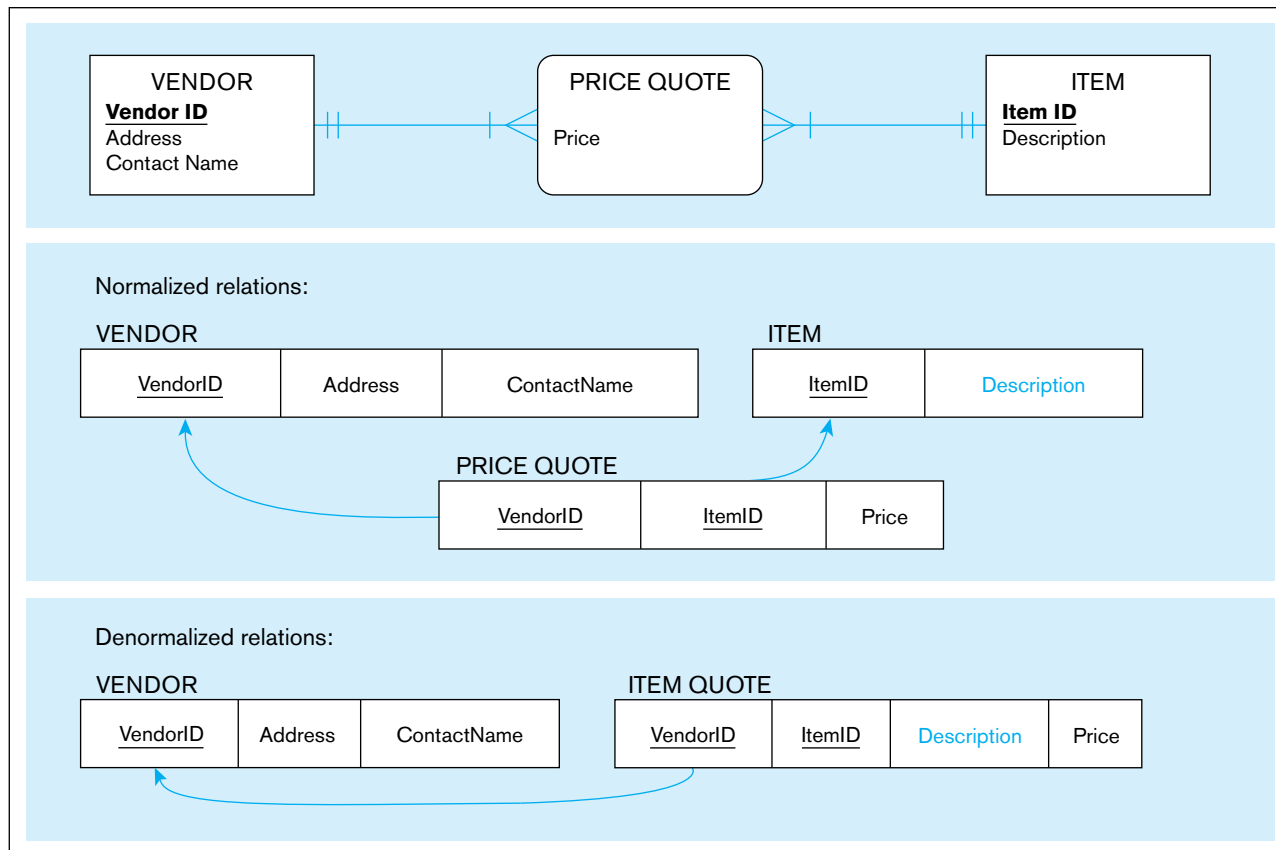 VENDOR
Vendor ID
Address
Contact Name
PRICE QUOTE
Price
ITEM
Item ID
Description
Normalized relations:
VENDOR
VendorID Address ContactName
ITEM
ItemID Description
PRICE QUOTE
VendorID ItemID Price
Denormalized relations:
VENDOR
VendorID Address ContactName
ITEM QUOTE
VendorID ItemID Description Price